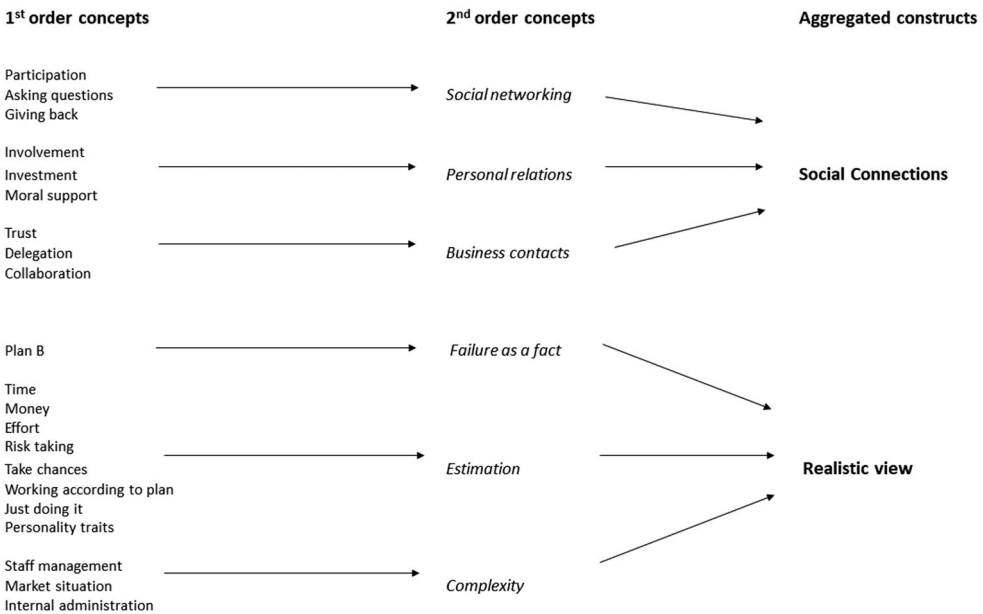 1st order concepts
2nd order concepts
Aggregated constructs
Participation
Asking questions
Giving back
Social networking
Involvement
Investment
Moral support
Personal relations
Social Connections
Trust
Delegation
Collaboration
Business contacts
Plan B
Failure as a fact
Time
Money
Effort
Risk taking
Take chances
Working according to plan
Just doing it
Personality traits
Estimation
Realistic view
Staff management
Market situation
Internal administration
Complexity